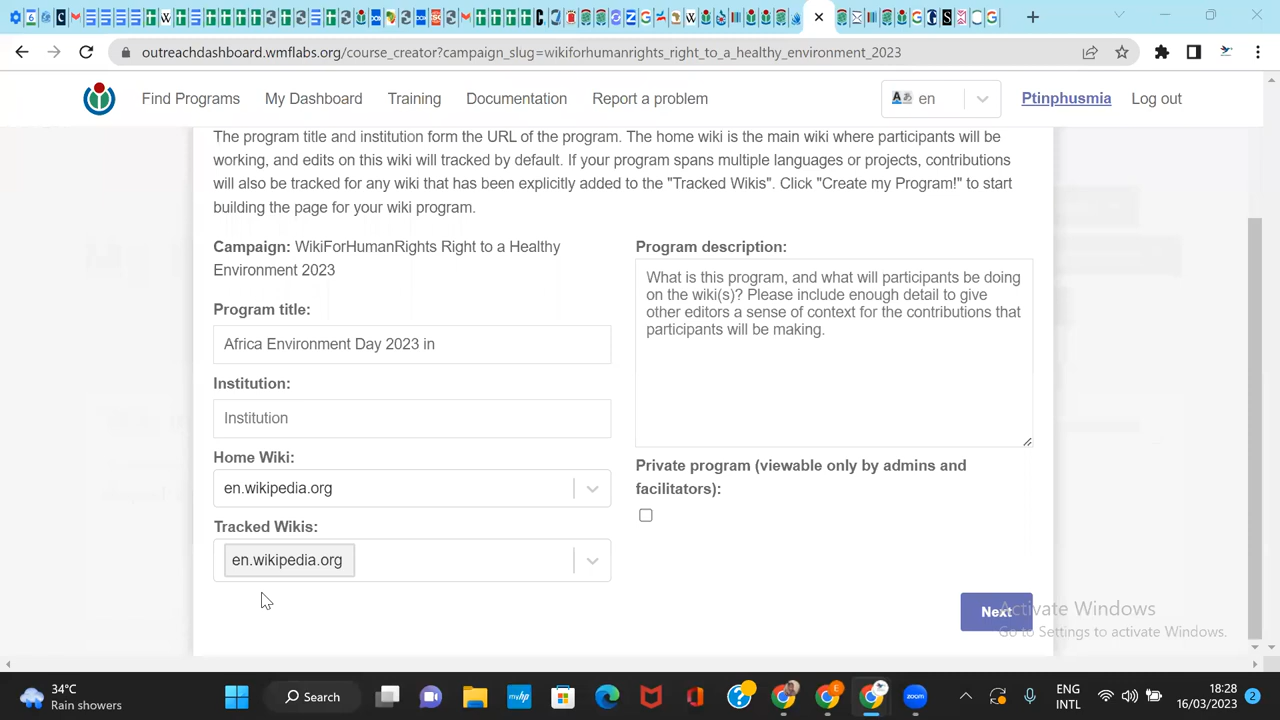 outreachdashboard.wmflabs.org/course_creator?campaign_slug=wikiforhumanrights_right_to_a_healthy_environment_2023
Find Programs My Dashboard Training Documentation Report a problem en Ptinphusmia Log out
The program title and institution form the URL of the program. The home wiki is the main wiki where participants will be
working, and edits on this wiki will tracked by default. If your program spans multiple languages or projects, contributions
will also be tracked for any wiki that has been explicitly added to the "Tracked Wikis". Click "Create my Program!" to start
building the page for your wiki program.
Campaign: WikiForHumanRights Right to a Healthy
Environment 2023
Program title:
Africa Environment Day 2023 in
Institution:
Institution
Home Wiki:
en.wikipedia.org
Tracked Wikis:
en.wikipedia.org
Program description:
What is this program, and what will participants be doing
on the wiki(s)? Please include enough detail to give
other editors a sense of context for the contributions that
participants will be making.
Private program (viewable only by admins and
facilitators):
Next
Activate Windows
Go to Settings to activate Windows.
34°C
Rain showers
Search
ENG
INTL
18:28
16/03/2023
2